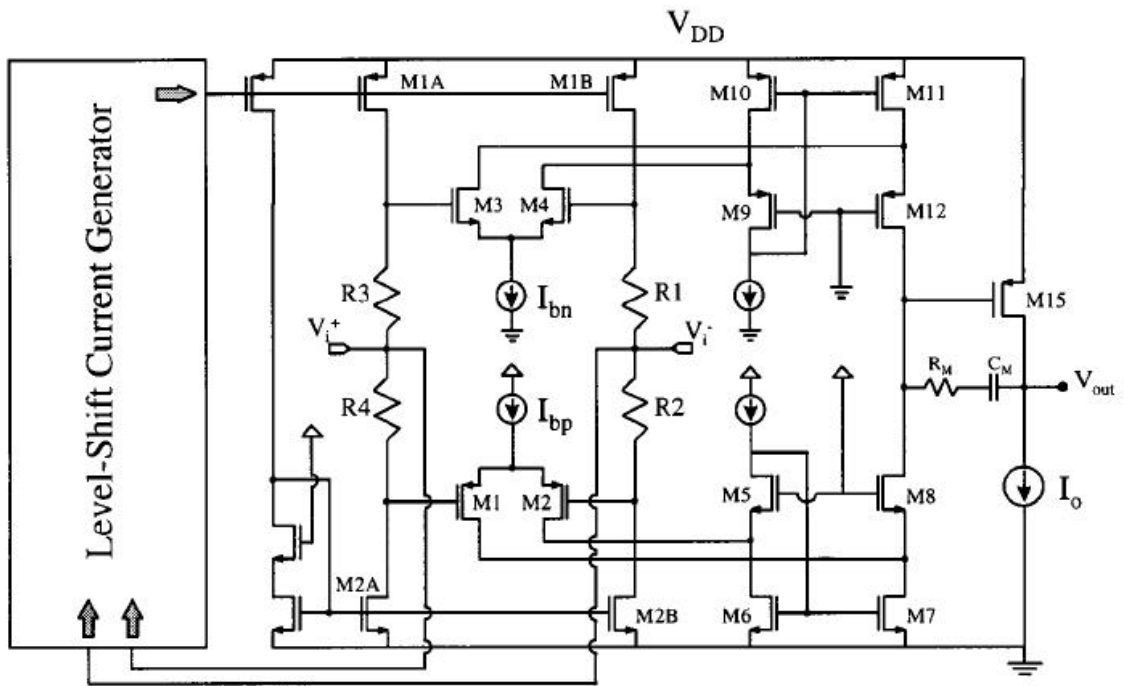 V_DD
Level-Shift Current Generator
M1A
M1B
M10
M11
M3
M4
M9
M12
R3
I_bn
R1
M15
V_i^+
V_i^-
R_M
C_M
V_out
R4
I_bp
R2
M1
M2
M5
M8
I_o
M2A
M2B
M6
M7